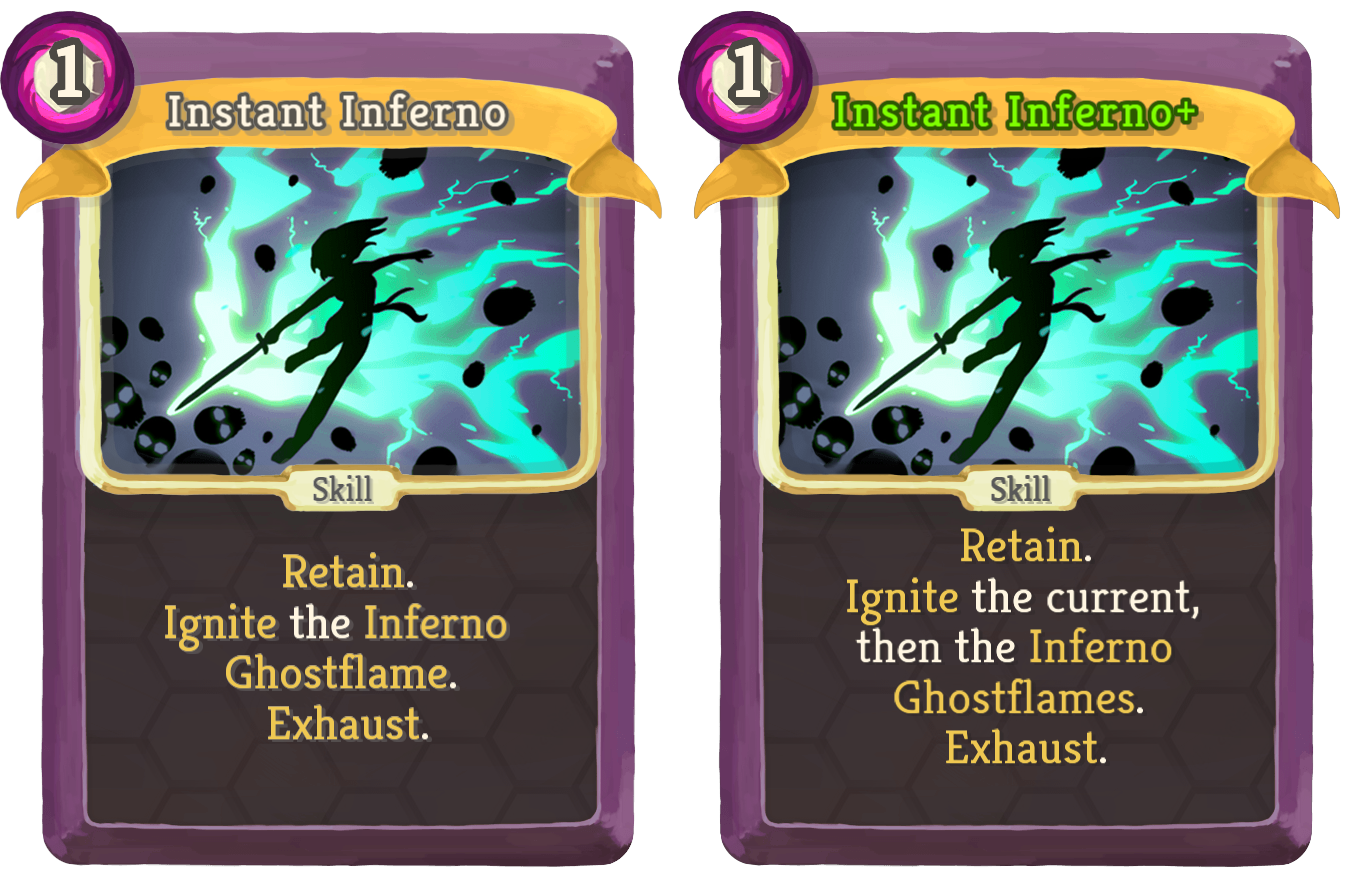 1
Instant Inferno
Skill
Retain.
Ignite the Inferno
Ghostflame.
Exhaust.
1
Instant Inferno+
Skill
Retain.
Ignite the current,
then the Inferno
Ghostflames.
Exhaust.